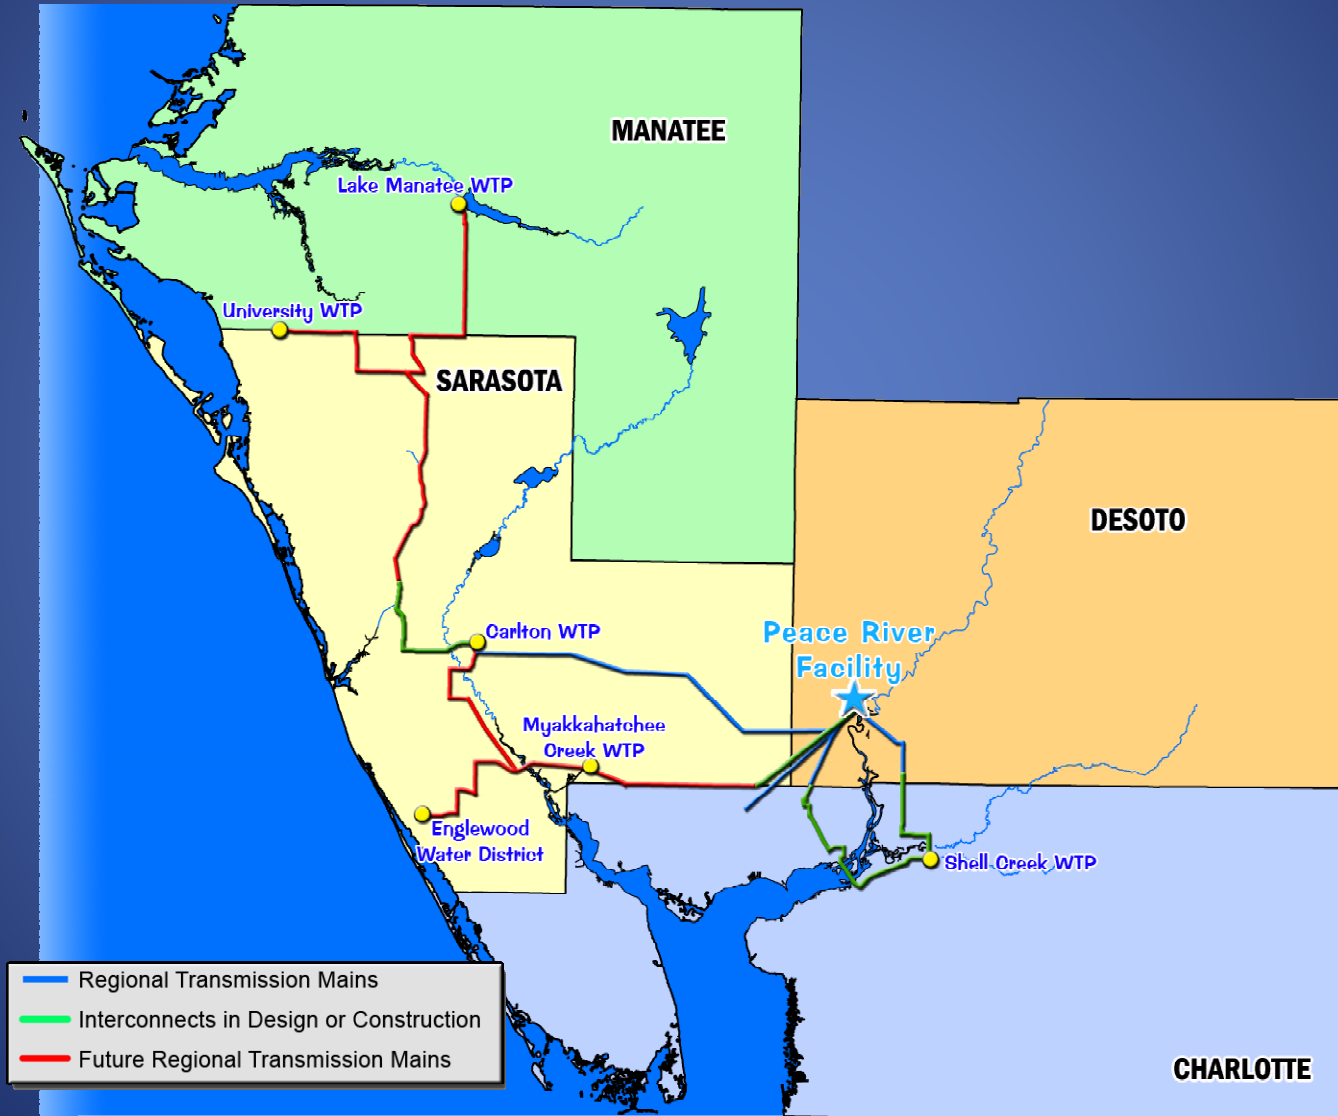 MANATEE
Lake Manatee WTP
University WTP
SARASOTA
DESOTO
Carlton WTP
Peace River
Facility
Myakkahatchee
Creek WTP
Englewood
Water District
Shell Creek WTP
Regional Transmission Mains
Interconnects in Design or Construction
Future Regional Transmission Mains
CHARLOTTE